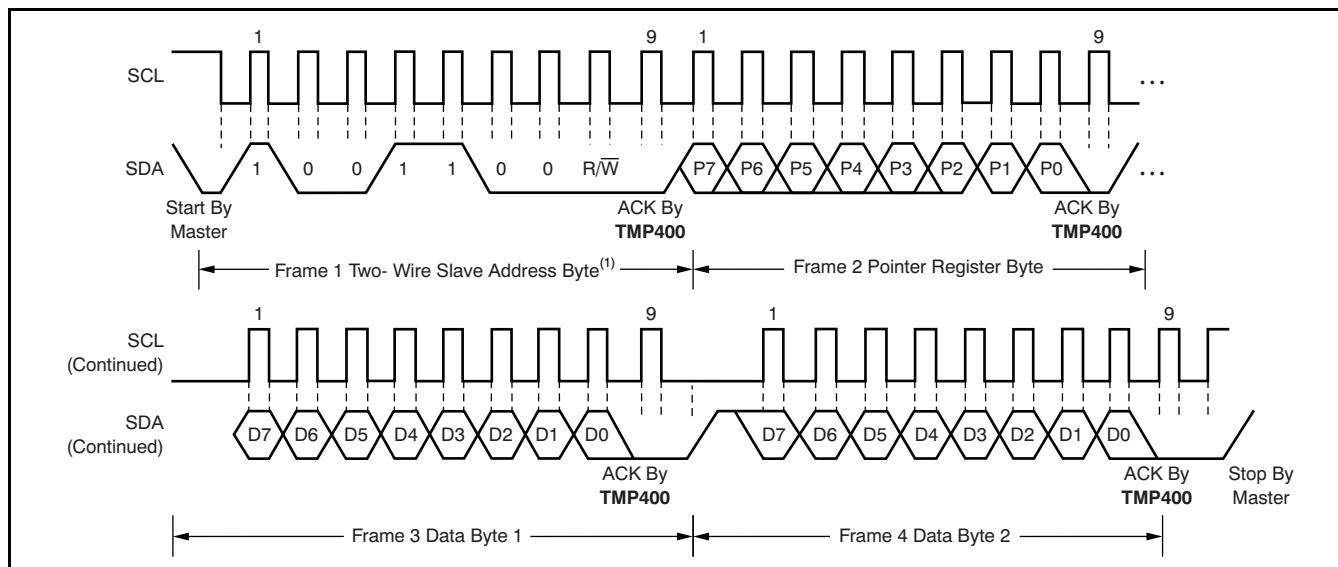 1 9 1 9
SCL ...
SDA 1 0 0 1 1 0 0 R/W̅ P7 P6 P5 P4 P3 P2 P1 P0 ...
Start By Master
ACK By TMP400
ACK By TMP400
Frame 1 Two- Wire Slave Address Byte(1)
Frame 2 Pointer Register Byte
1 9 1 9
SCL (Continued)
SDA (Continued) D7 D6 D5 D4 D3 D2 D1 D0 D7 D6 D5 D4 D3 D2 D1 D0
ACK By TMP400
ACK By TMP400
Stop By Master
Frame 3 Data Byte 1
Frame 4 Data Byte 2